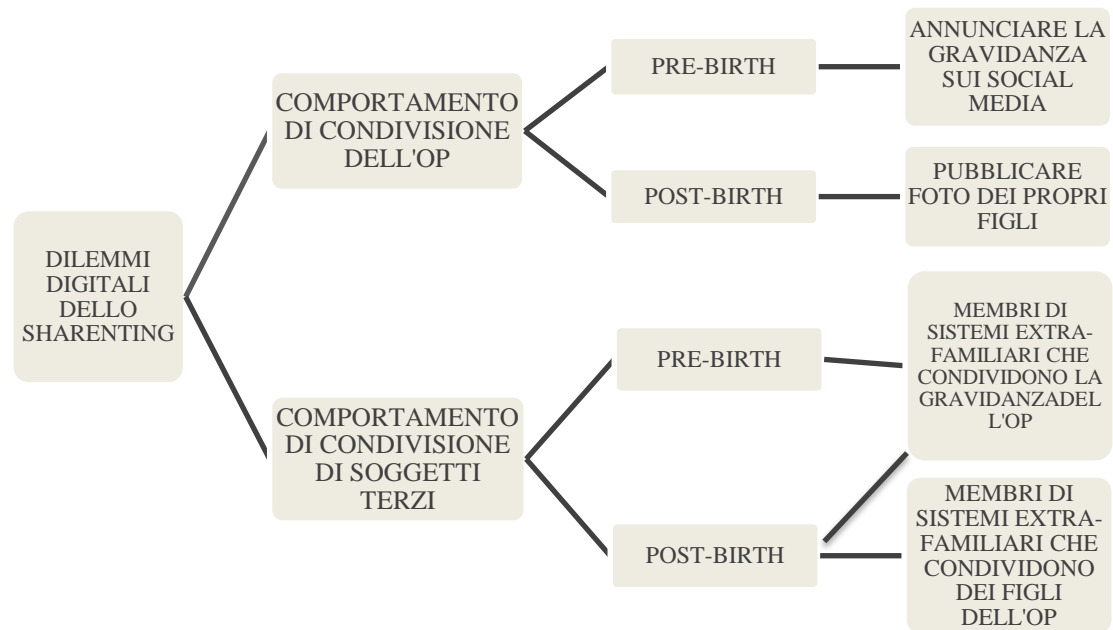 DILEMMI
DIGITALI
DELLO
SHARENTING
COMPORTAMENTO
DI CONDIVISIONE
DELL'OP
PRE-BIRTH
ANNUNCIARE LA
GRAVIDANZA
SUI SOCIAL
MEDIA
POST-BIRTH
PUBBLICARE
FOTO DEI PROPRI
FIGLI
COMPORTAMENTO
DI CONDIVISIONE
DI SOGGETTI
TERZI
PRE-BIRTH
MEMBRI DI
SISTEMI EXTRA-
FAMILIARI CHE
CONDIVIDONO LA
GRAVIDANZADEL
L'OP
POST-BIRTH
MEMBRI DI
SISTEMI EXTRA-
FAMILIARI CHE
CONDIVIDONO
DEI FIGLI
DELL'OP